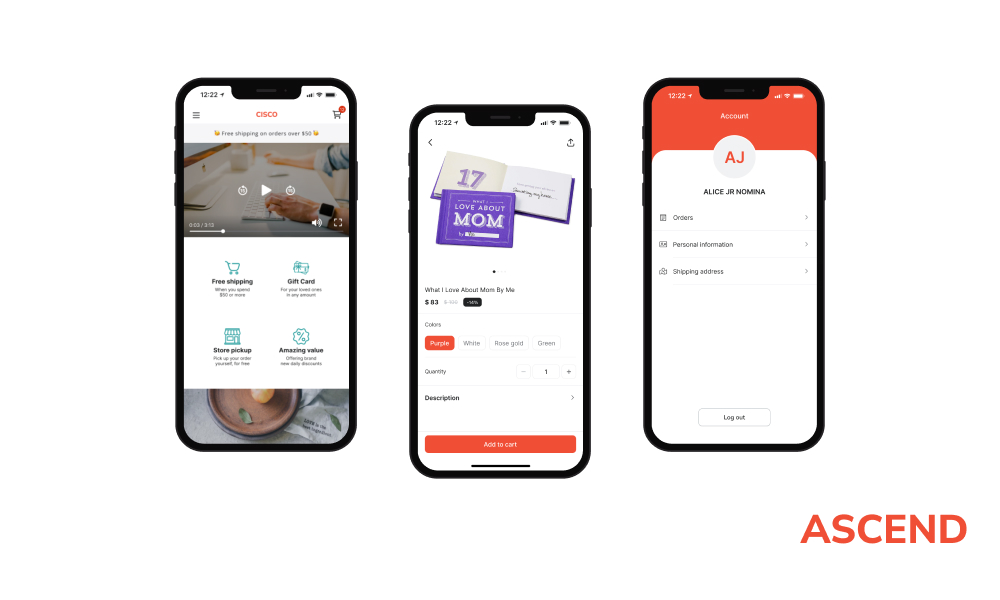 12:22
CISCO
Free shipping on orders over $50
0:03 / 3:13
Free shipping
When you spend
$50 or more
Gift Card
For your loved ones
in any amount
Store pickup
Pick up your order
yourself, for free
Amazing value
Offering brand
new daily discounts
LOVE is the
12:22
17
WHAT I
LOVE ABOUT
MOM
by
What I Love About Mom By Me
$ 83
-14%
Colors
Purple
White
Rose gold
Green
Quantity
1
Description
Add to cart
12:22
Account
AJ
ALICE JR NOMINA
Orders
Personal information
Shipping address
Log out
ASCEND